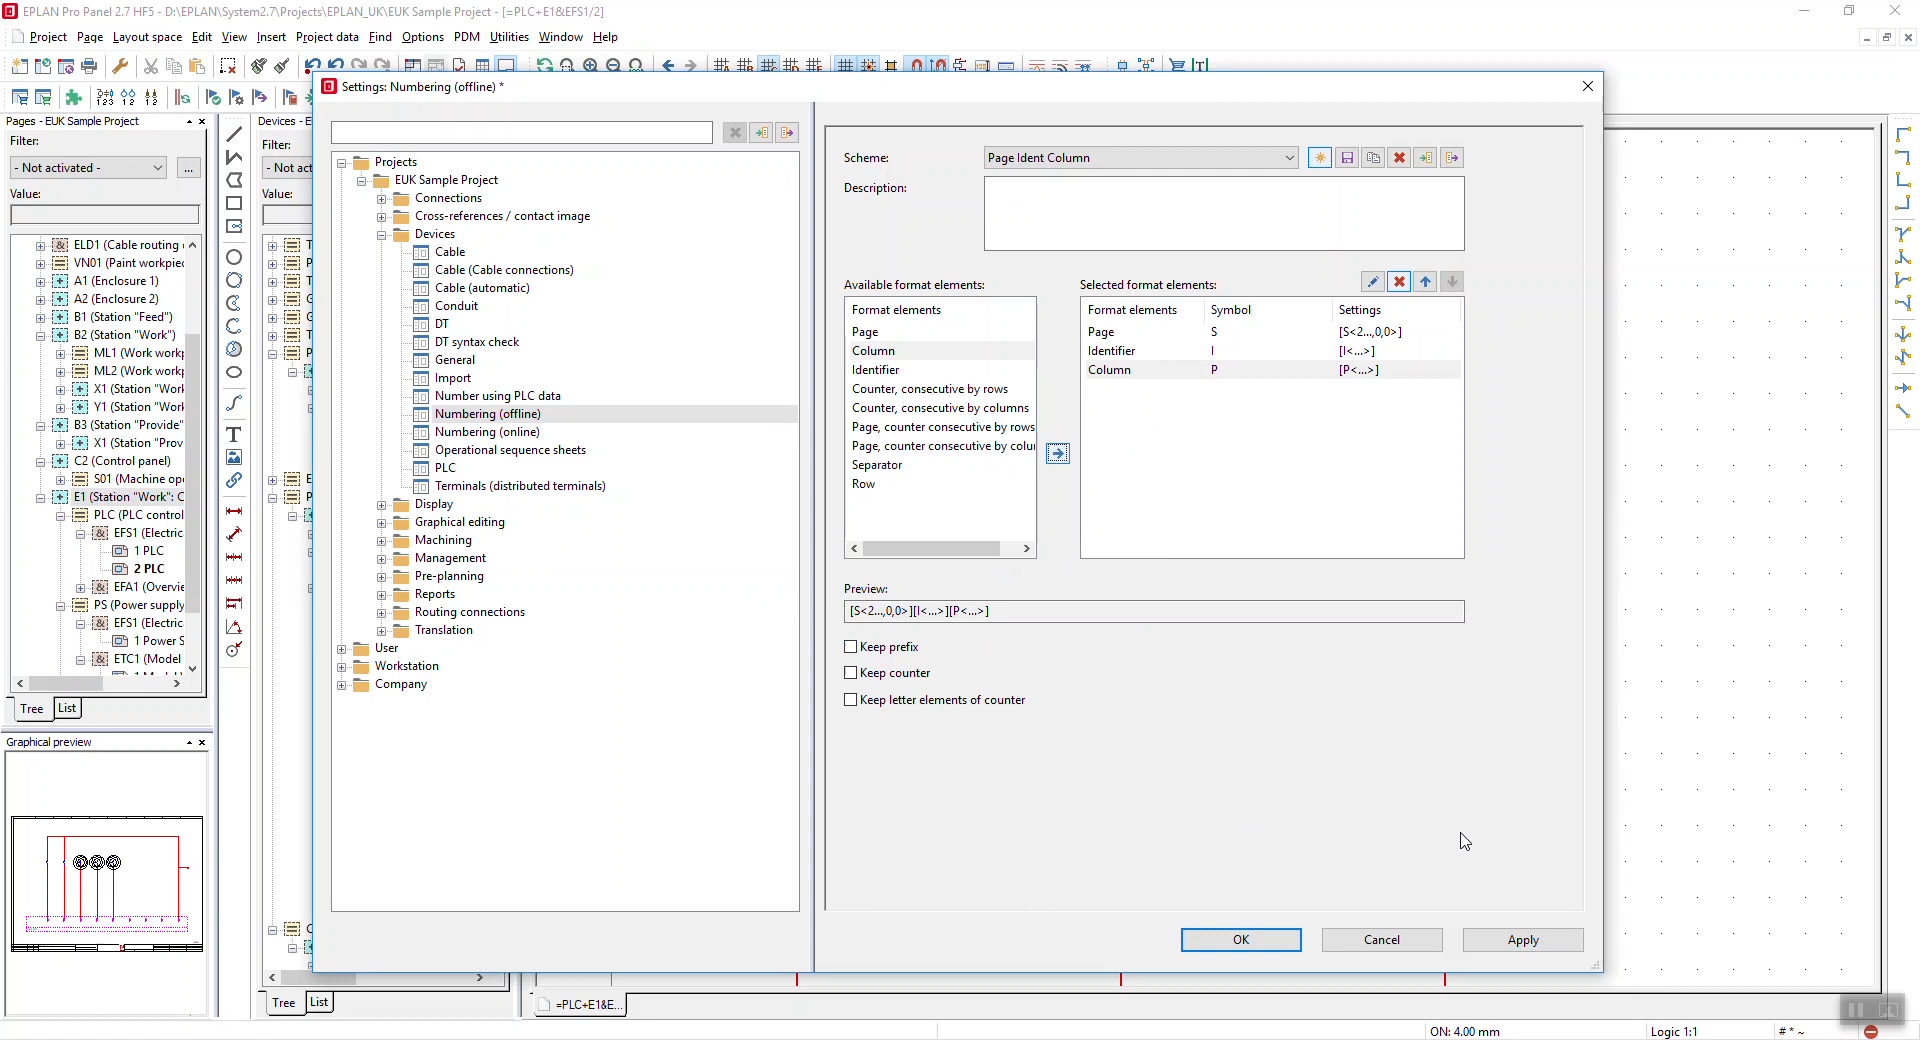 EPLAN Pro Panel 2.7 HF5 - D:\EPLAN\System2.7\Projects\EPLAN_UK\EUK Sample Project - [=PLC+E1&EFS1/2]
Project Page Layout space Edit View Insert Project data Find Options PDM Utilities Window Help
Pages - EUK Sample Project
Filter:
- Not activated -
...
Value:
ELD1 (Cable routing
VN01 (Paint workpie
A1 (Enclosure 1)
A2 (Enclosure 2)
B1 (Station "Feed")
B2 (Station "Work")
ML1 (Work workp
ML2 (Work workp
X1 (Station "Work
Y1 (Station "Work
B3 (Station "Provide"
X1 (Station "Prov
C2 (Control panel)
S01 (Machine ope
E1 (Station "Work": C
PLC (PLC control
EFS1 (Electric
1 PLC
2 PLC
EFA1 (Overvie
PS (Power supply
EFS1 (Electric
1 Power S
ETC1 (Model
Tree List
Graphical preview
Devices - E
Filter:
- Not act
Value:
Tree List
Settings: Numbering (offline) *
Projects
EUK Sample Project
Connections
Cross-references / contact image
Devices
Cable
Cable (Cable connections)
Cable (automatic)
Conduit
DT
DT syntax check
General
Import
Number using PLC data
Numbering (offline)
Numbering (online)
Operational sequence sheets
PLC
Terminals (distributed terminals)
Display
Graphical editing
Machining
Management
Pre-planning
Reports
Routing connections
Translation
User
Workstation
Company
Scheme: Page Ident Column
Description:
Available format elements:
Format elements
Page
Column
Identifier
Counter, consecutive by rows
Counter, consecutive by columns
Page, counter consecutive by rows
Page, counter consecutive by colu
Separator
Row
Selected format elements:
Format elements Symbol Settings
Page S [S<2...,0,0>]
Identifier I [I<...>]
Column P [P<...>]
Preview:
[S<2...,0,0>][I<...>][P<...>]
Keep prefix
Keep counter
Keep letter elements of counter
OK Cancel Apply
=PLC+E1&E...
ON: 4.00 mm Logic 1:1 # * ~